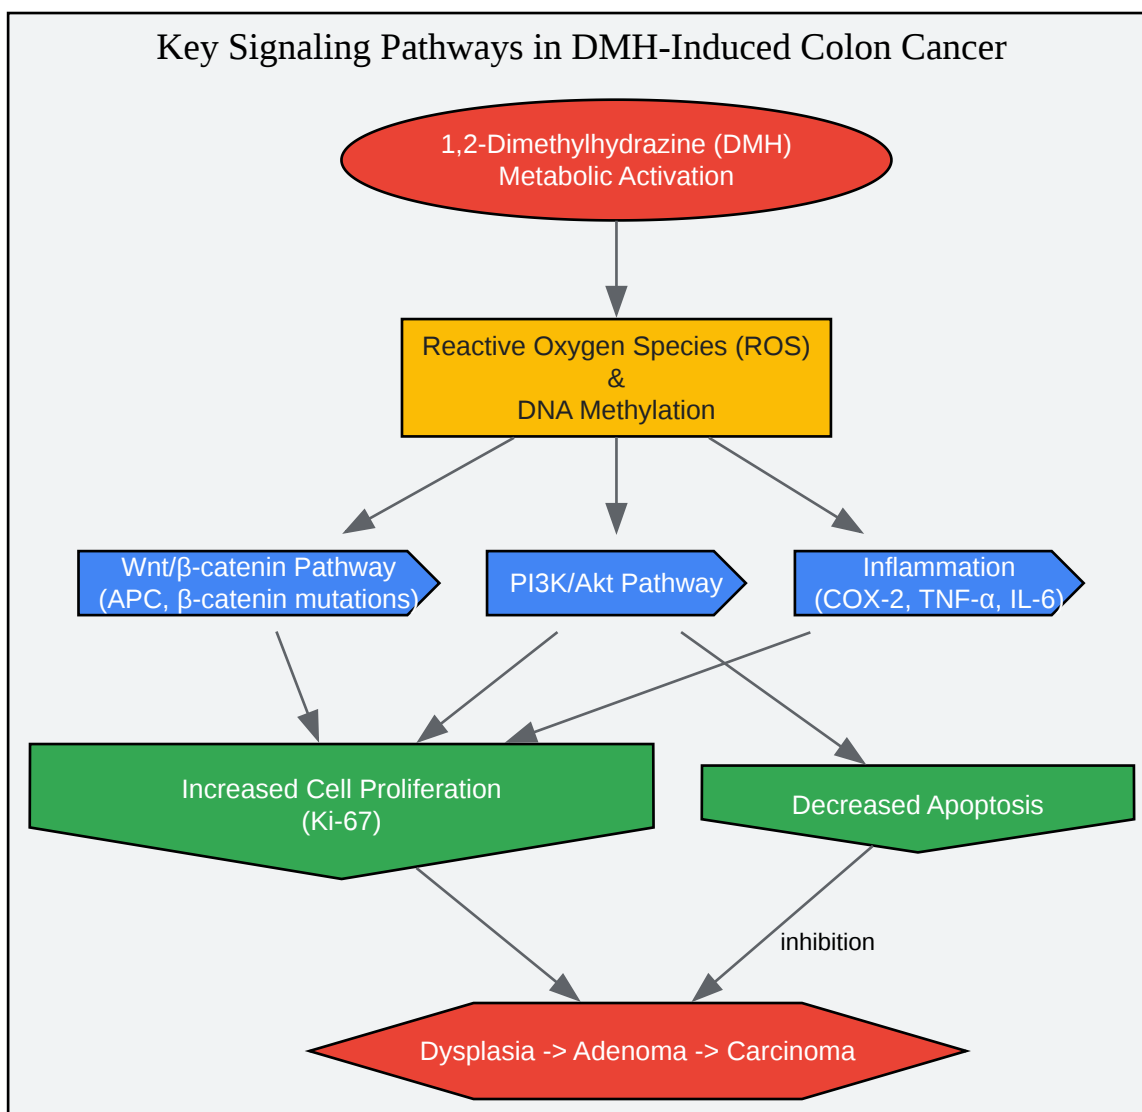 Key Signaling Pathways in DMH-Induced Colon Cancer
1,2-Dimethylhydrazine (DMH)
Metabolic Activation
Reactive Oxygen Species (ROS)
&
DNA Methylation
Wnt/β-catenin Pathway
(APC, β-catenin mutations)
PI3K/Akt Pathway
Inflammation
(COX-2, TNF-α, IL-6)
Increased Cell Proliferation
(Ki-67)
Decreased Apoptosis
inhibition
Dysplasia -> Adenoma -> Carcinoma